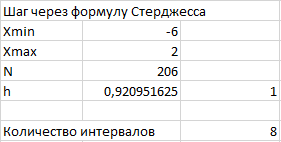 Шаг через формулу Стерджесса
Xmin -6
Xmax 2
N 206
h 0,920951625 1
Количество интервалов 8